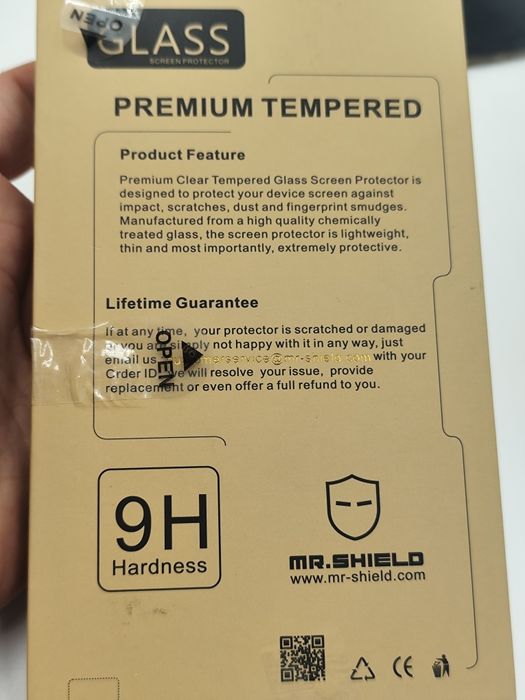 OPEN
GLASS
SCREEN PROTECTOR
PREMIUM TEMPERED
Product Feature
Premium Clear Tempered Glass Screen Protector is
designed to protect your device screen against
impact, scratches, dust and fingerprint smudges.
Manufactured from a high quality chemically
treated glass, the screen protector is lightweight,
thin and most importantly, extremely protective.
Lifetime Guarantee
If at any time, your protector is scratched or damaged
or you are simply not happy with it in any way, just
email us customerservice@mr-shield.com with your
Order ID, we will resolve your issue, provide
replacement or even offer a full refund to you.
OPEN
9H
Hardness
MR.SHIELD
www.mr-shield.com
CE